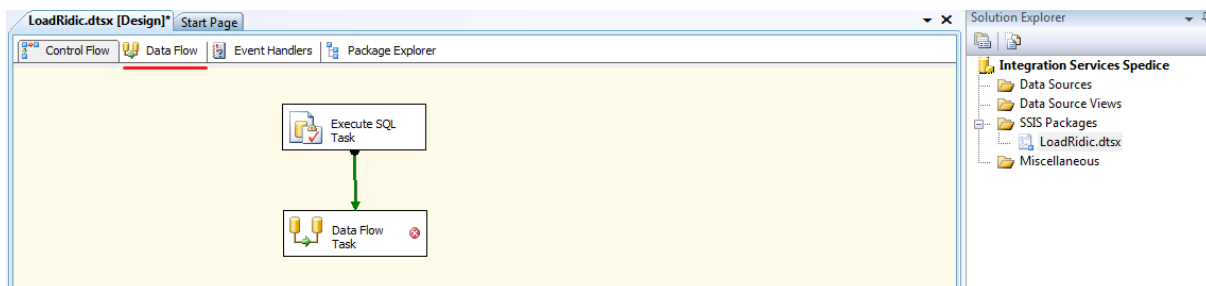 LoadRidic.dtsx [Design]* Start Page
Control Flow Data Flow Event Handlers Package Explorer
Execute SQL
Task
Data Flow
Task
Solution Explorer
Integration Services Spedice
Data Sources
Data Source Views
SSIS Packages
LoadRidic.dtsx
Miscellaneous